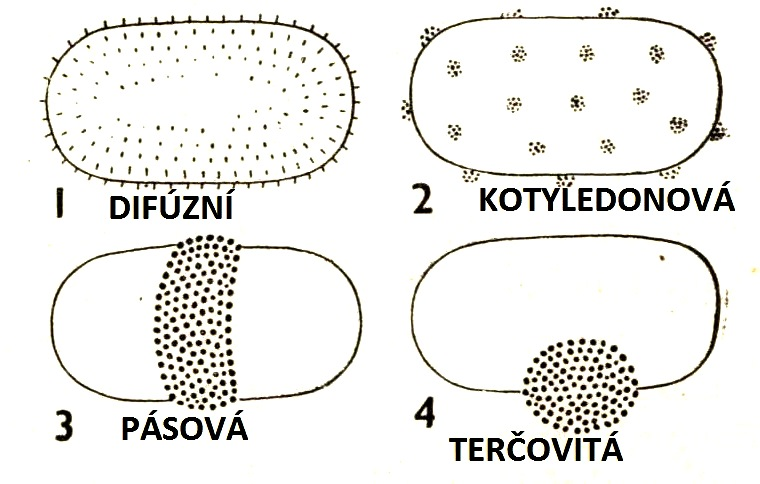 1 DIFÚZNÍ
2 KOTYLEDONOVÁ
3 PÁSOVÁ
4 TERČOVITÁ